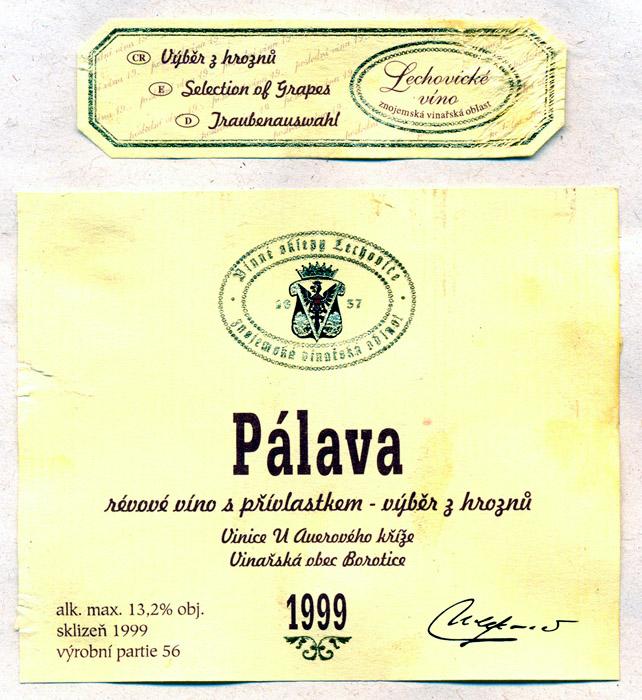 CR Výběr z hroznů
E Selection of Grapes
D Traubenauswahl
Lechovické
víno
znojemská vinařská oblast
Vinné sklepy Lechovice
16 57
znojemská vinařská oblast
Pálava
révové víno s přívlastkem - výběr z hroznů
Vinice U Auerového kříže
Vinařská obec Borotice
alk. max. 13,2% obj.
sklizeň 1999
výrobní partie 56
1999